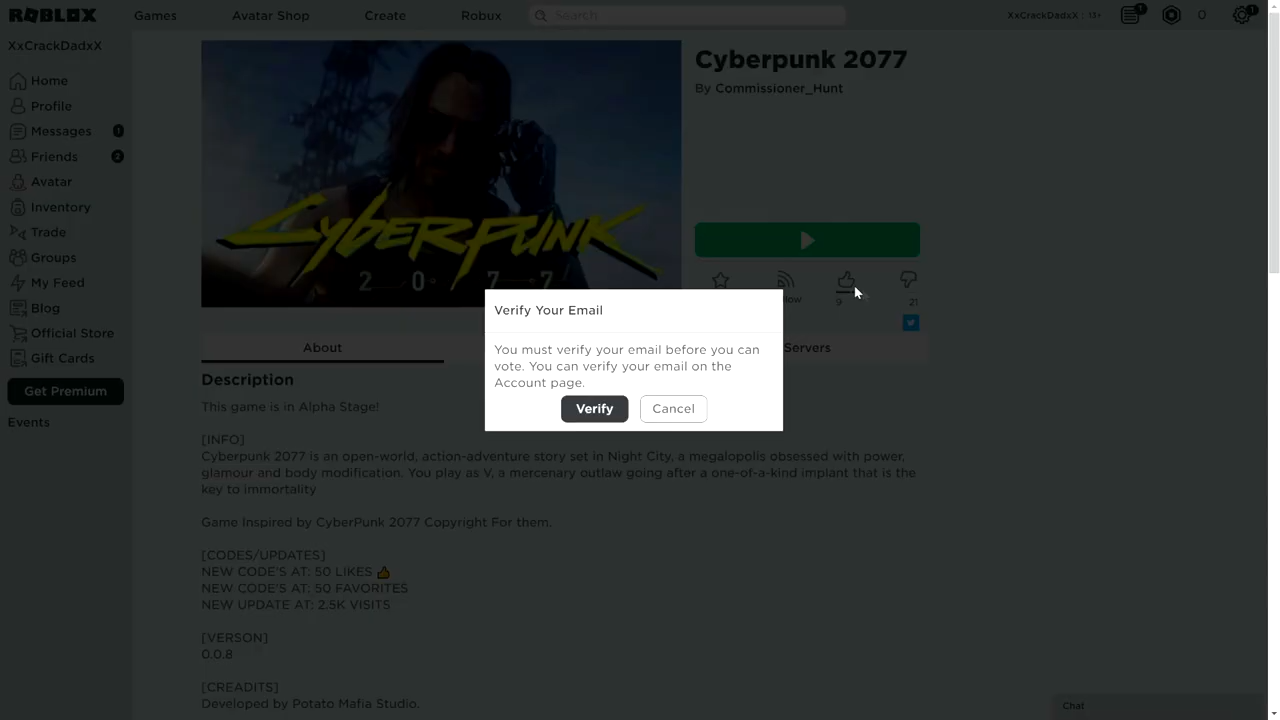 ROBLOX
Games
Avatar Shop
Create
Robux
Search
XxCrackDadxX : 13+
1
0
1
XxCrackDadxX
Home
Profile
Messages
1
Friends
2
Avatar
Inventory
Trade
Groups
My Feed
Blog
Official Store
Gift Cards
Get Premium
Events
CYBERPUNK
2077
Cyberpunk 2077
By Commissioner_Hunt
llow
9
21
Verify Your Email
You must verify your email before you can
vote. You can verify your email on the
Account page.
Verify
Cancel
About
Servers
Description
This game is in Alpha Stage!
[INFO]
Cyberpunk 2077 is an open-world, action-adventure story set in Night City, a megalopolis obsessed with power,
glamour and body modification. You play as V, a mercenary outlaw going after a one-of-a-kind implant that is the
key to immortality
Game Inspired by CyberPunk 2077 Copyright For them.
[CODES/UPDATES]
NEW CODE'S AT: 50 LIKES 👍
NEW CODE'S AT: 50 FAVORITES
NEW UPDATE AT: 2.5K VISITS
[VERSON]
0.0.8
[CREADITS]
Developed by Potato Mafia Studio.
Chat